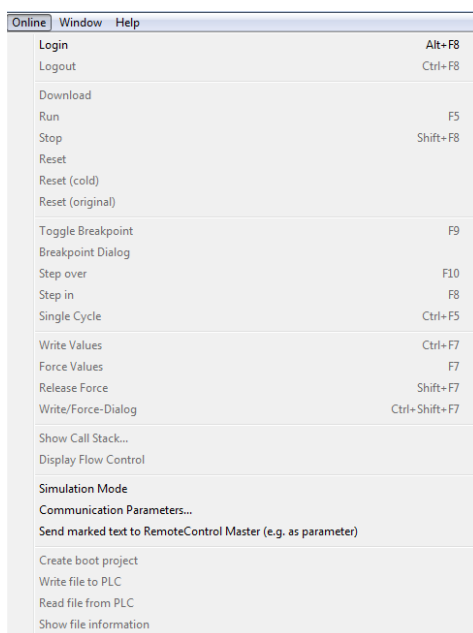 Online Window Help
Login Alt+F8
Logout Ctrl+F8
Download
Run F5
Stop Shift+F8
Reset
Reset (cold)
Reset (original)
Toggle Breakpoint F9
Breakpoint Dialog
Step over F10
Step in F8
Single Cycle Ctrl+F5
Write Values Ctrl+F7
Force Values F7
Release Force Shift+F7
Write/Force-Dialog Ctrl+Shift+F7
Show Call Stack...
Display Flow Control
Simulation Mode
Communication Parameters...
Send marked text to RemoteControl Master (e.g. as parameter)
Create boot project
Write file to PLC
Read file from PLC
Show file information